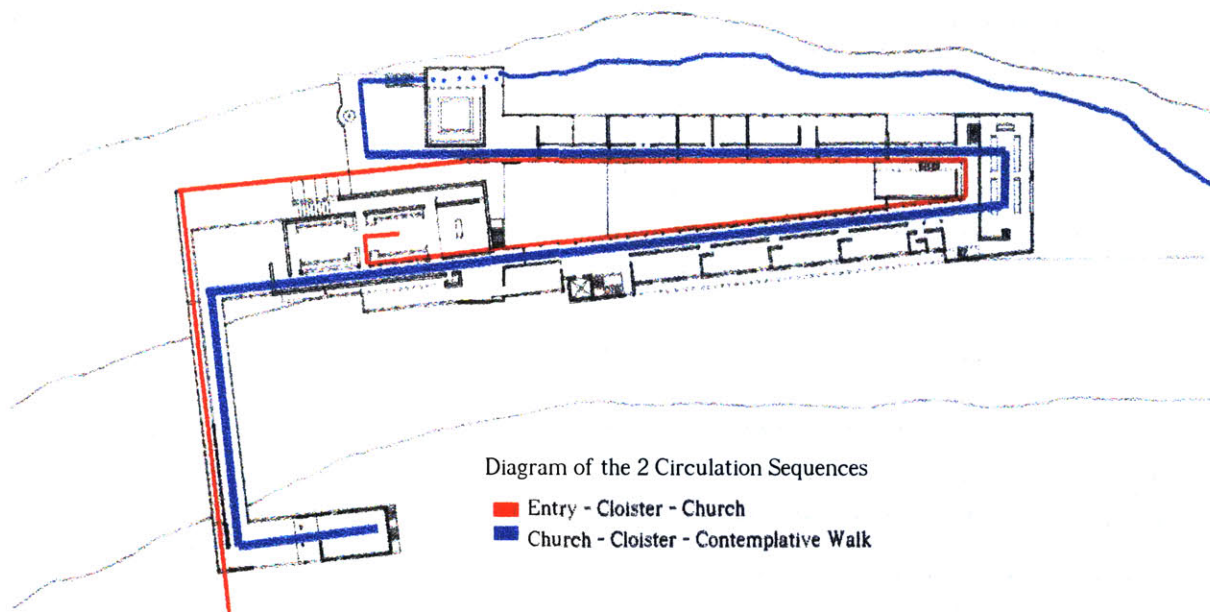 Diagram of the 2 Circulation Sequences
Entry - Cloister - Church
Church - Cloister - Contemplative Walk